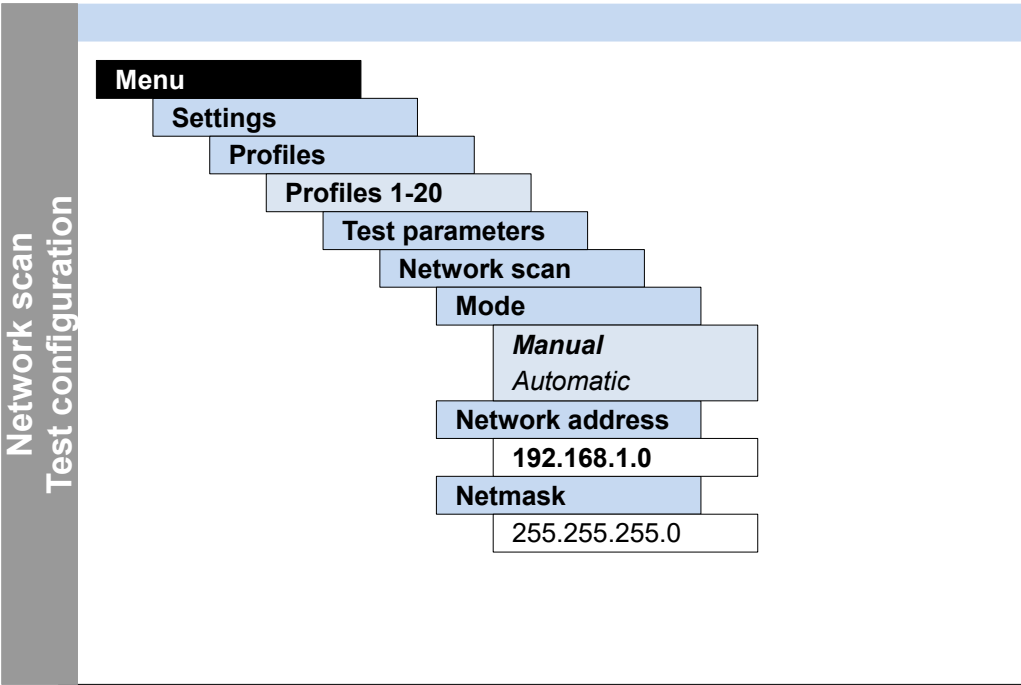 Network scan
Test configuration
Menu
Settings
Profiles
Profiles 1-20
Test parameters
Network scan
Mode
Manual
Automatic
Network address
192.168.1.0
Netmask
255.255.255.0